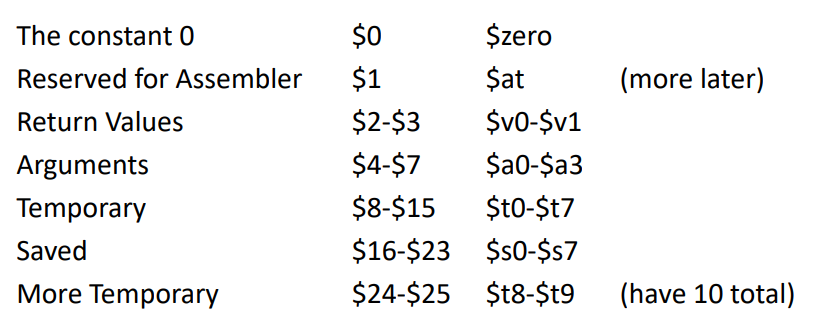 The constant 0 $0 $zero
Reserved for Assembler $1 $at (more later)
Return Values $2-$3 $v0-$v1
Arguments $4-$7 $a0-$a3
Temporary $8-$15 $t0-$t7
Saved $16-$23 $s0-$s7
More Temporary $24-$25 $t8-$t9 (have 10 total)